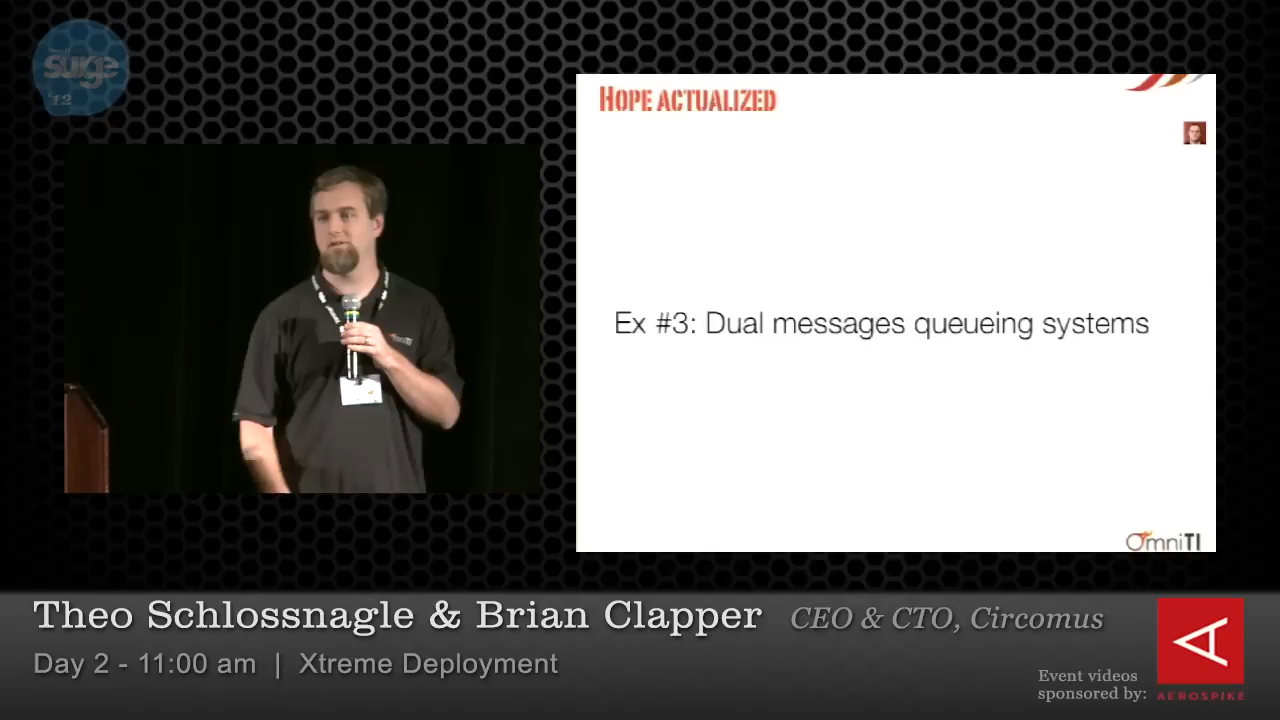 surge
'12
HOPE ACTUALIZED
Ex #3: Dual messages queueing systems
OmniTI
Theo Schlossnagle & Brian Clapper CEO & CTO, Circomus
Day 2 - 11:00 am | Xtreme Deployment
Event videos
sponsored by:
AEROSPIKE